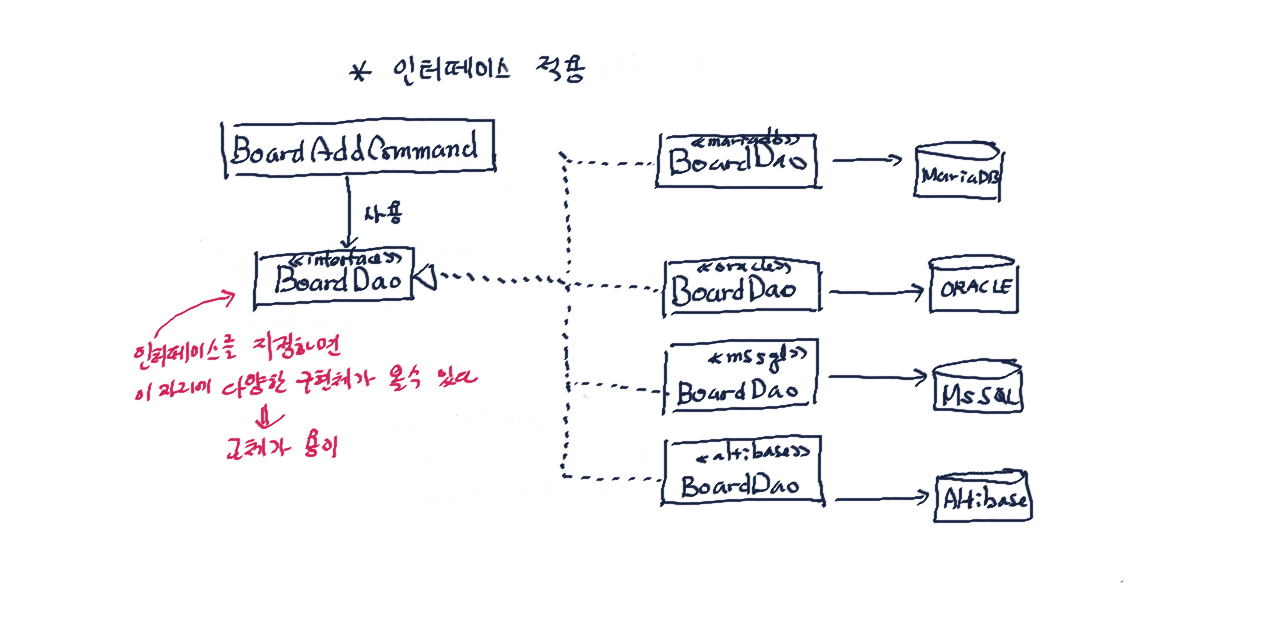 * 인터페이스 적용
BoardAddCommand
사용
«interface»
BoardDao
인터페이스를 지정하면
이 자리에 다양한 구현체가 올수 있다
교체가 용이
«mariadb»
BoardDao
MariaDB
«oracle»
BoardDao
ORACLE
«mssql»
BoardDao
MsSQL
«altibase»
BoardDao
Altibase